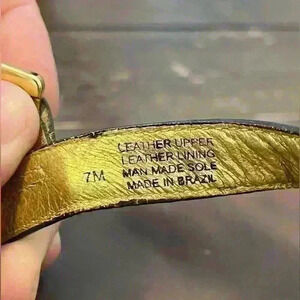 7M
LEATHER UPPER
LEATHER LINING
MAN MADE SOLE
MADE IN BRAZIL